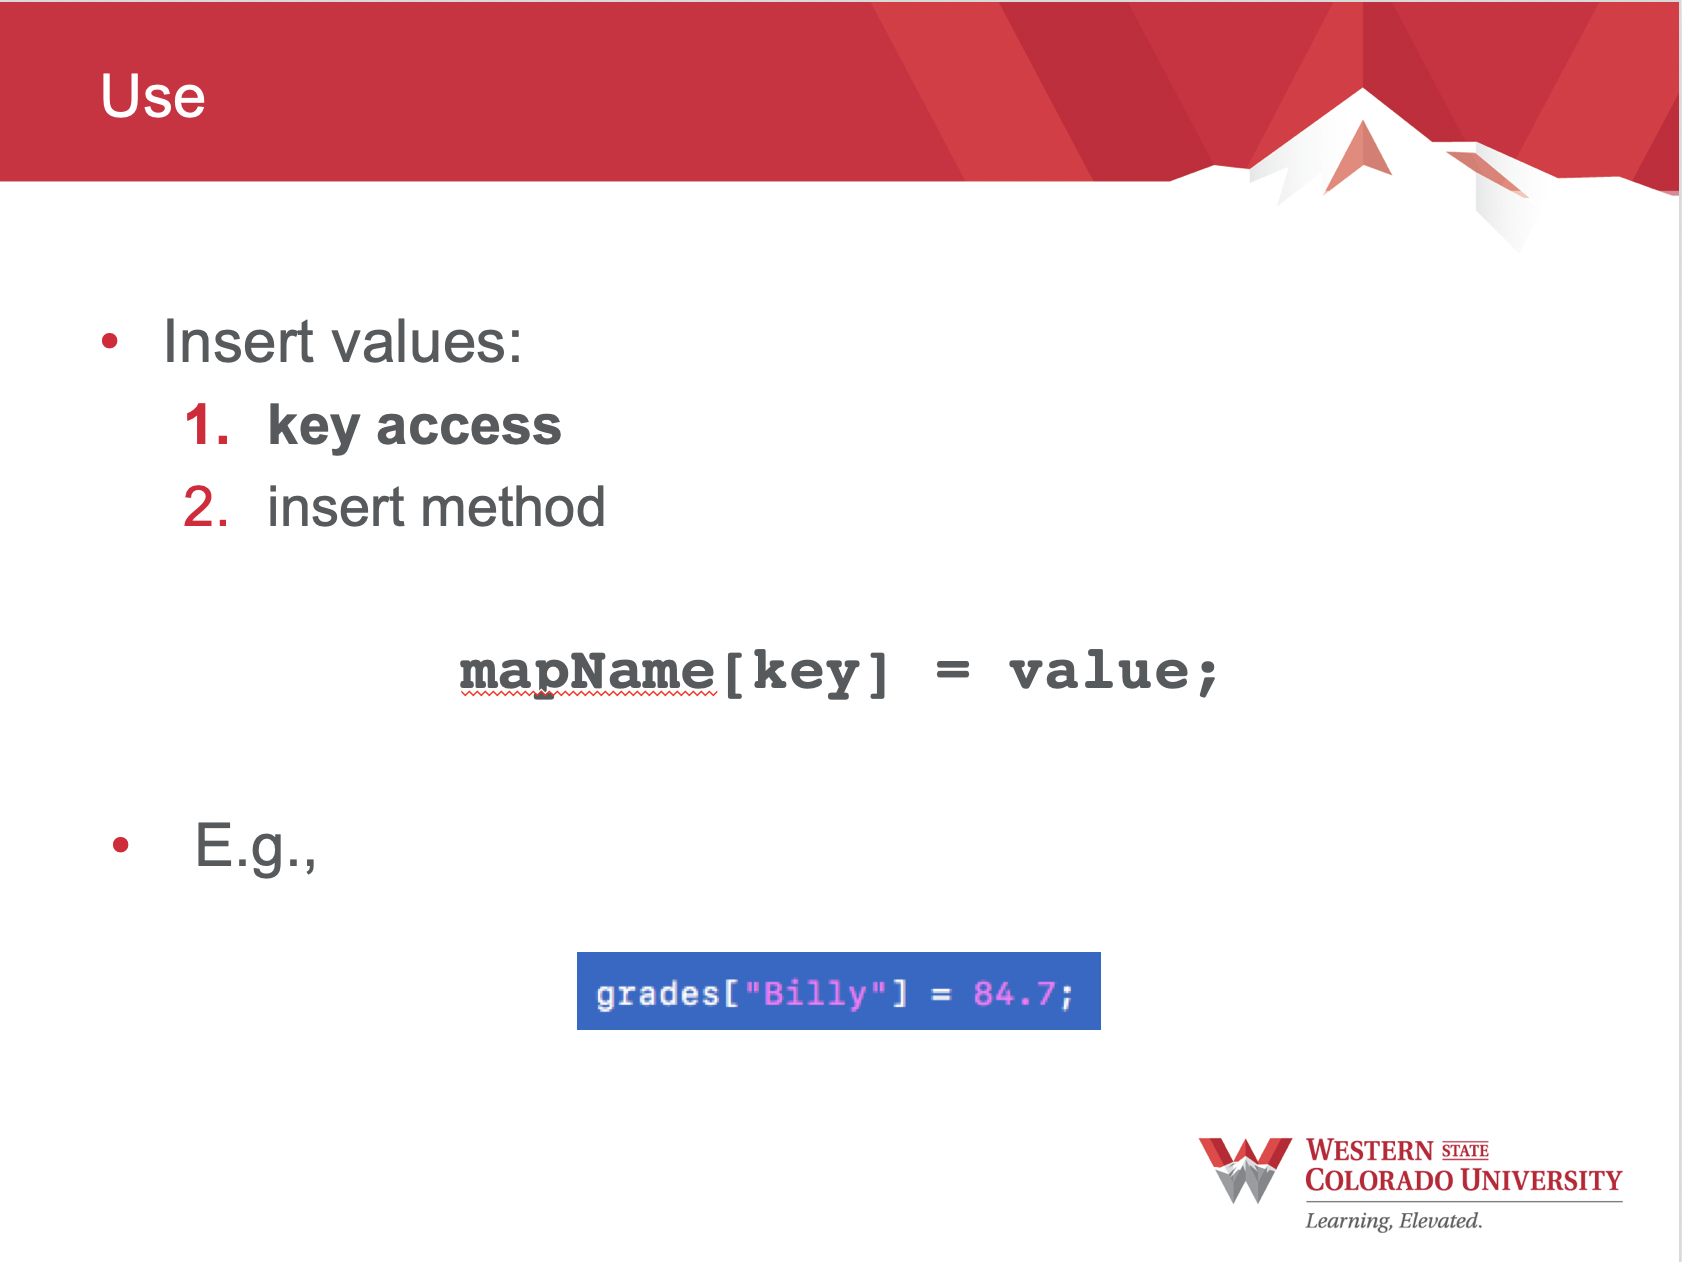 Use
• Insert values:
1. key access
2. insert method
mapName[key] = value;
• E.g.,
grades["Billy"] = 84.7;
WESTERN STATE
COLORADO UNIVERSITY
Learning, Elevated.